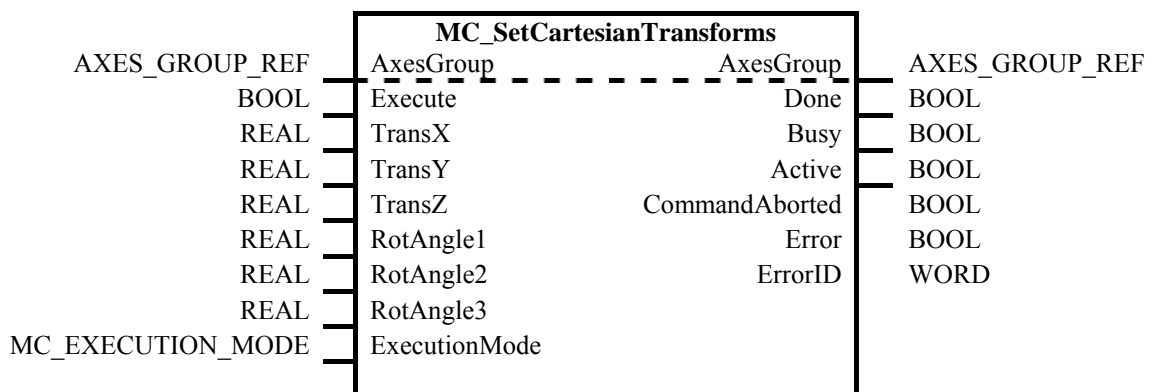 MC_SetCartesianTransforms
AXES_GROUP_REF AxesGroup AxesGroup AXES_GROUP_REF
BOOL Execute Done BOOL
REAL TransX Busy BOOL
REAL TransY Active BOOL
REAL TransZ CommandAborted BOOL
REAL RotAngle1 Error BOOL
REAL RotAngle2 ErrorID WORD
REAL RotAngle3
MC_EXECUTION_MODE ExecutionMode